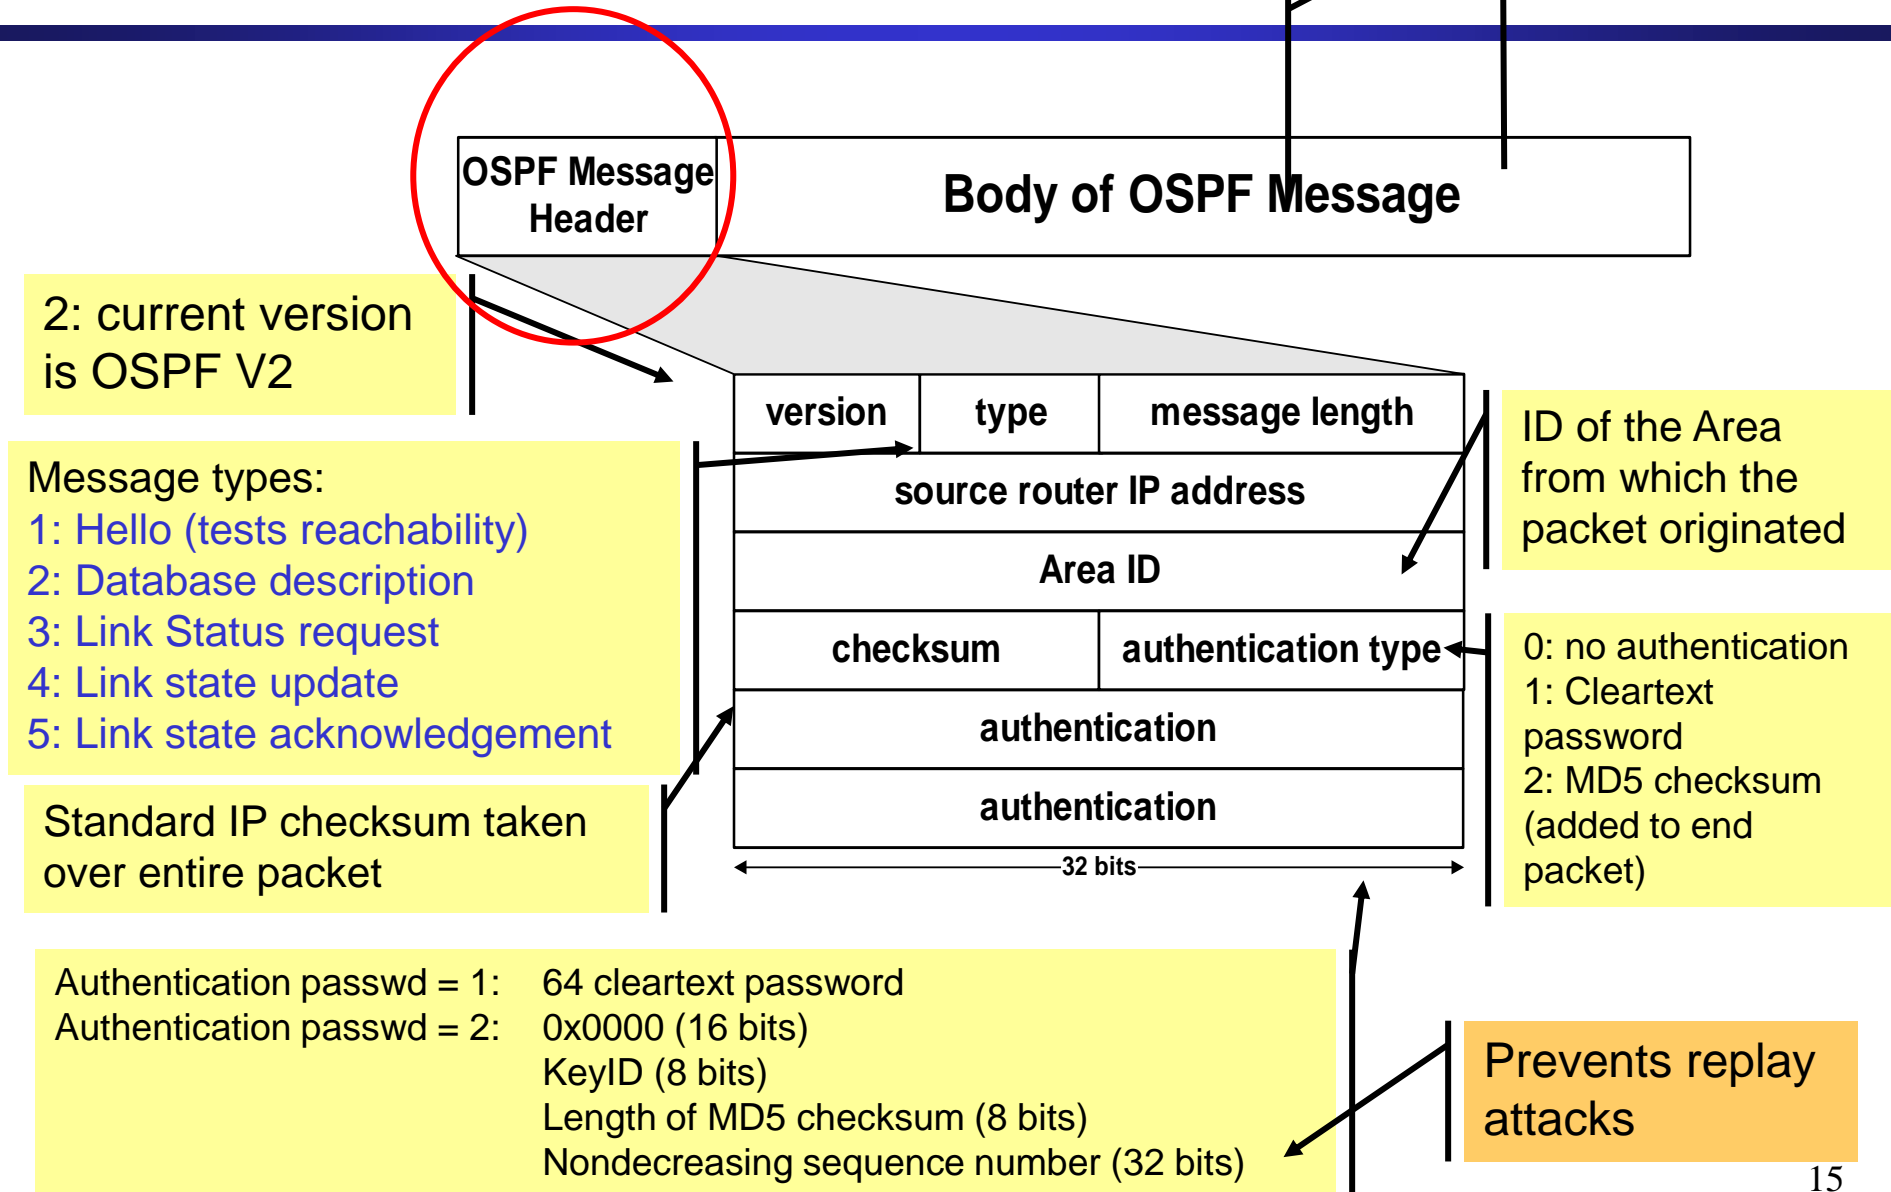 OSPF Message
Header
Body of OSPF Message
2: current version
is OSPF V2
version type message length
source router IP address
Area ID
checksum authentication type
authentication
authentication
32 bits
Message types:
1: Hello (tests reachability)
2: Database description
3: Link Status request
4: Link state update
5: Link state acknowledgement
ID of the Area
from which the
packet originated
Standard IP checksum taken
over entire packet
0: no authentication
1: Cleartext
password
2: MD5 checksum
(added to end
packet)
Authentication passwd = 1: 64 cleartext password
Authentication passwd = 2: 0x0000 (16 bits)
KeyID (8 bits)
Length of MD5 checksum (8 bits)
Nondecreasing sequence number (32 bits)
Prevents replay
attacks
15